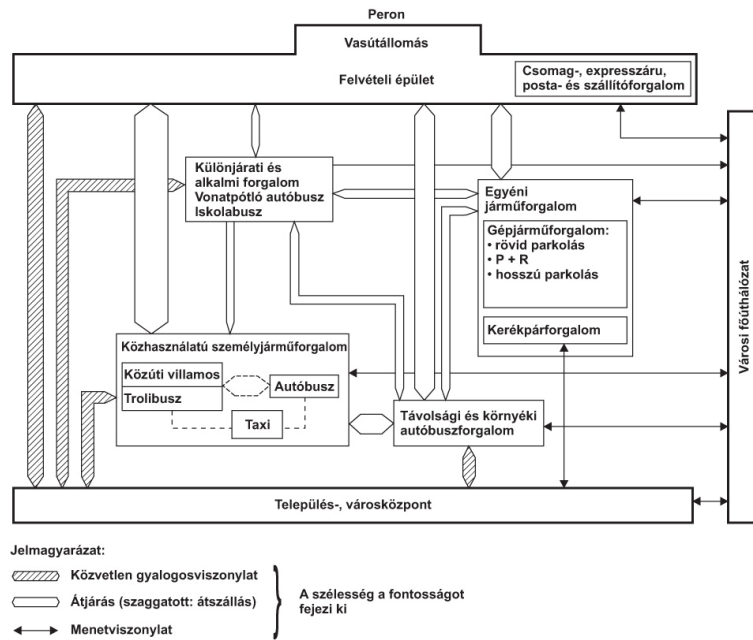 Peron
Vasútállomás
Felvételi épület
Csomag-, expresszáru,
posta- és szállítóforgalom
Különjárati és
alkalmi forgalom
Vonatpótló autóbusz
Iskolabusz
Egyéni
járműforgalom
Gépjárműforgalom:
• rövid parkolás
• P + R
• hosszú parkolás
Kerékpárforgalom
Városi főúthálózat
Közhasználatú személyjárműforgalom
Közúti villamos
Trolibusz
Autóbusz
Taxi
Távolsági és környéki
autóbuszforgalom
Település-, városközpont
Jelmagyarázat:
Közvetlen gyalogosviszonylat
Átjárás (szaggatott: átszállás)
Menetviszonylat
A szélesség a fontosságot
fejezi ki